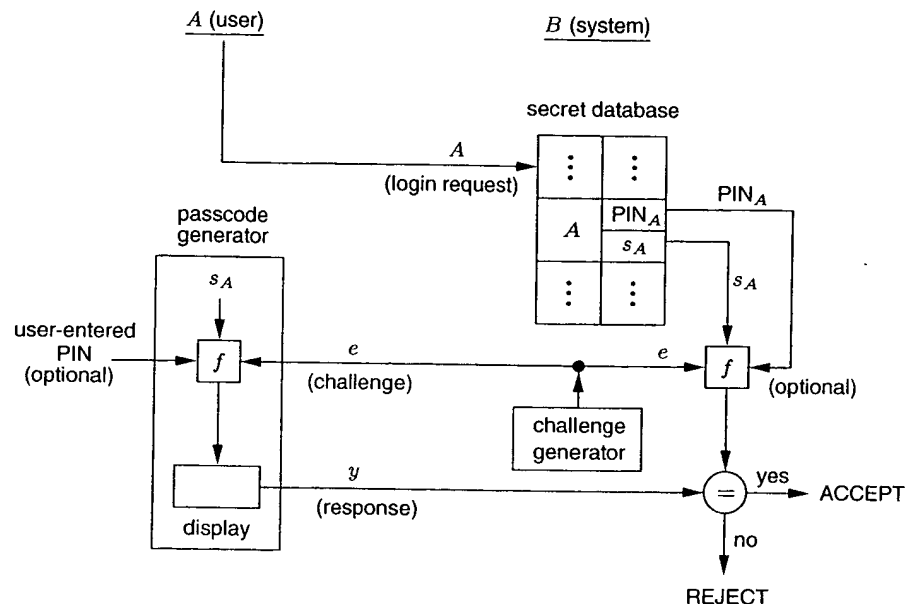 A (user)
B (system)
secret database
A
(login request)
⋮ ⋮
PIN_A
A
PIN_A
s_A
⋮ ⋮
s_A
passcode
generator
s_A
user-entered
PIN
(optional)
f
e
(challenge)
e
f
(optional)
challenge
generator
y
(response)
=
yes
ACCEPT
display
no
REJECT